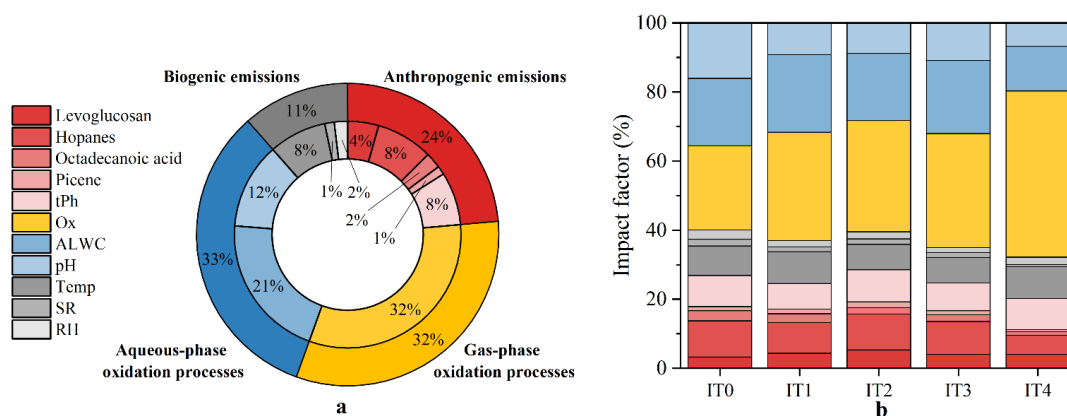 Biogenic emissions
Anthropogenic emissions
Levoglucosan
Hopanes
Octadecanoic acid
Picene
tPh
Ox
ALWC
pH
Temp
SR
RH
11%
24%
8%
4%
8%
1%
2%
2%
1%
8%
12%
33%
21%
32%
32%
Aqueous-phase
oxidation processes
Gas-phase
oxidation processes
a
Impact factor (%)
100
80
60
40
20
0
IT0
IT1
IT2
IT3
IT4
b